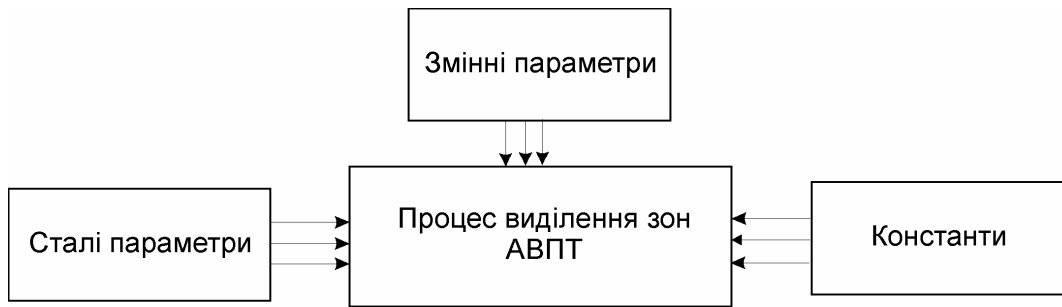 Змінні параметри
Сталі параметри
Процес виділення зон
АВПТ
Константи